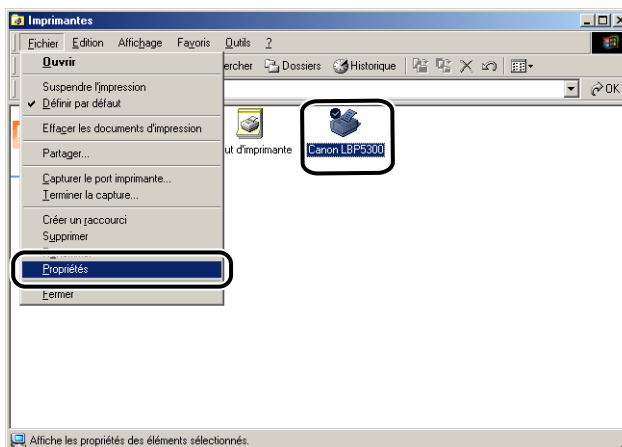 Imprimantes
Fichier Edition Affichage Favoris Outils ?
Ouvrir
ercher Dossiers Historique
Suspendre l'impression
OK
Définir par défaut
Effacer les documents d'impression
Partager...
ut d'imprimante Canon LBP5300
Capturer le port imprimante...
Terminer la capture...
Créer un raccourci
Supprimer
Propriétés
Fermer
Affiche les propriétés des éléments sélectionnés.